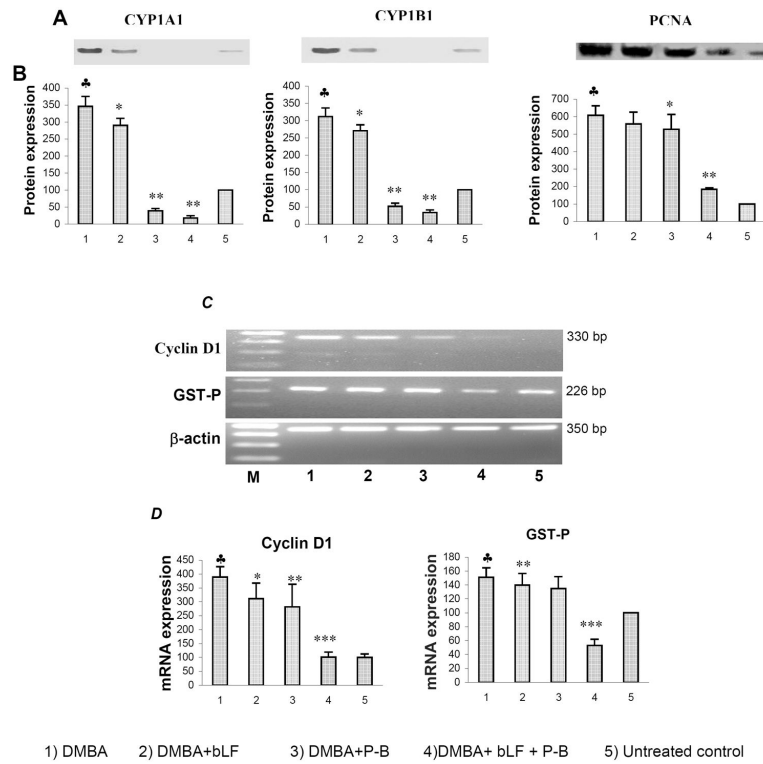 A
CYP1A1
CYP1B1
PCNA
B
Protein expression
400
350
300
250
200
150
100
50
0
♣
*
**
**
1 2 3 4 5
Protein expression
400
350
300
250
200
150
100
50
0
♣
*
**
**
1 2 3 4 5
Protein expression
700
600
500
400
300
200
100
0
♣
*
**
1 2 3 4 5
C
Cyclin D1
330 bp
GST-P
226 bp
β-actin
350 bp
M 1 2 3 4 5
D
Cyclin D1
mRNA expression
450
400
350
300
250
200
150
100
50
0
♣
*
**
***
1 2 3 4 5
GST-P
mRNA expression
180
160
140
120
100
80
60
40
20
0
♣
**
***
1 2 3 4 5
1) DMBA 2) DMBA+bLF 3) DMBA+P-B 4)DMBA+ bLF + P-B 5) Untreated control